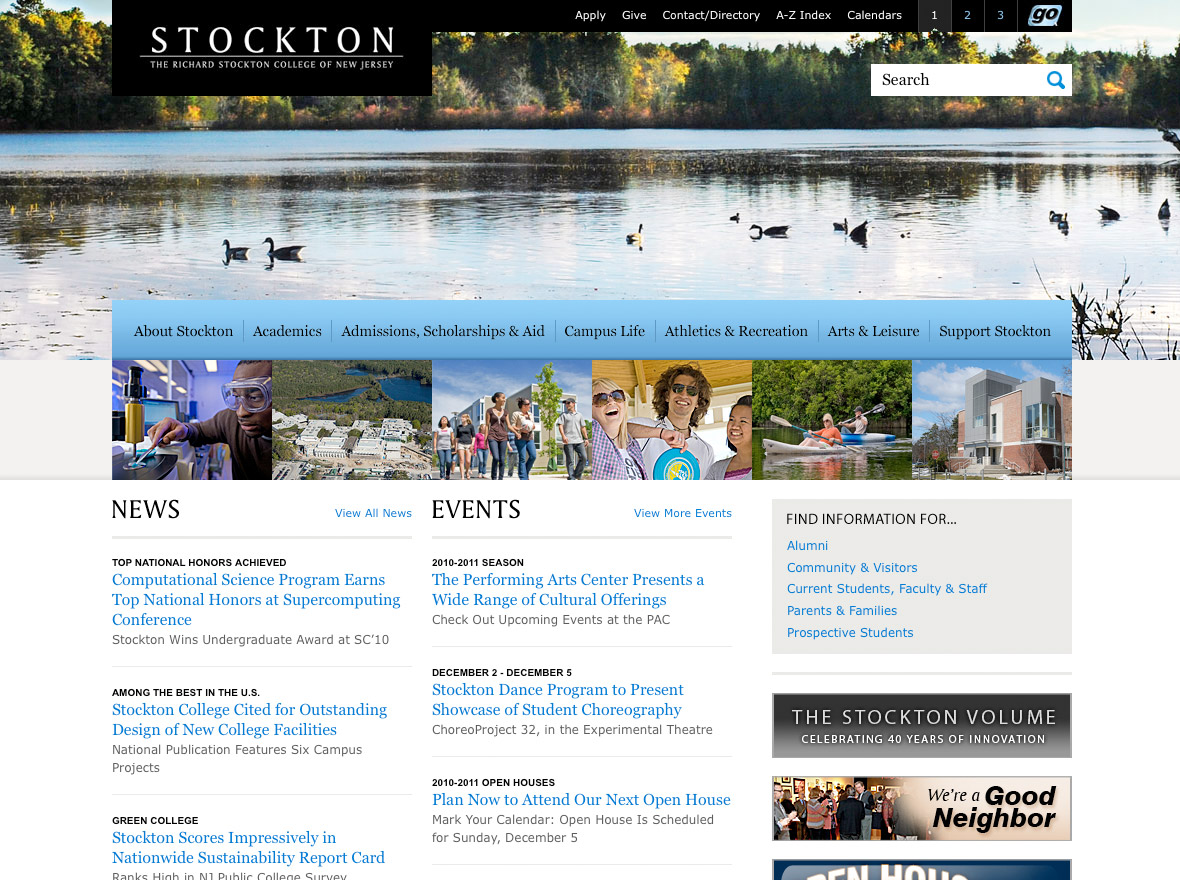 Apply Give Contact/Directory A-Z Index Calendars 1 2 3 go
STOCKTON
THE RICHARD STOCKTON COLLEGE OF NEW JERSEY
Search
About Stockton Academics Admissions, Scholarships & Aid Campus Life Athletics & Recreation Arts & Leisure Support Stockton
NEWS View All News
TOP NATIONAL HONORS ACHIEVED
Computational Science Program Earns
Top National Honors at Supercomputing
Conference
Stockton Wins Undergraduate Award at SC’10
AMONG THE BEST IN THE U.S.
Stockton College Cited for Outstanding
Design of New College Facilities
National Publication Features Six Campus
Projects
GREEN COLLEGE
Stockton Scores Impressively in
Nationwide Sustainability Report Card
Ranks High in NJ Public College Survey
EVENTS View More Events
2010-2011 SEASON
The Performing Arts Center Presents a
Wide Range of Cultural Offerings
Check Out Upcoming Events at the PAC
DECEMBER 2 - DECEMBER 5
Stockton Dance Program to Present
Showcase of Student Choreography
ChoreoProject 32, in the Experimental Theatre
2010-2011 OPEN HOUSES
Plan Now to Attend Our Next Open House
Mark Your Calendar: Open House Is Scheduled
for Sunday, December 5
FIND INFORMATION FOR...
Alumni
Community & Visitors
Current Students, Faculty & Staff
Parents & Families
Prospective Students
THE STOCKTON VOLUME
CELEBRATING 40 YEARS OF INNOVATION
We're a Good
Neighbor